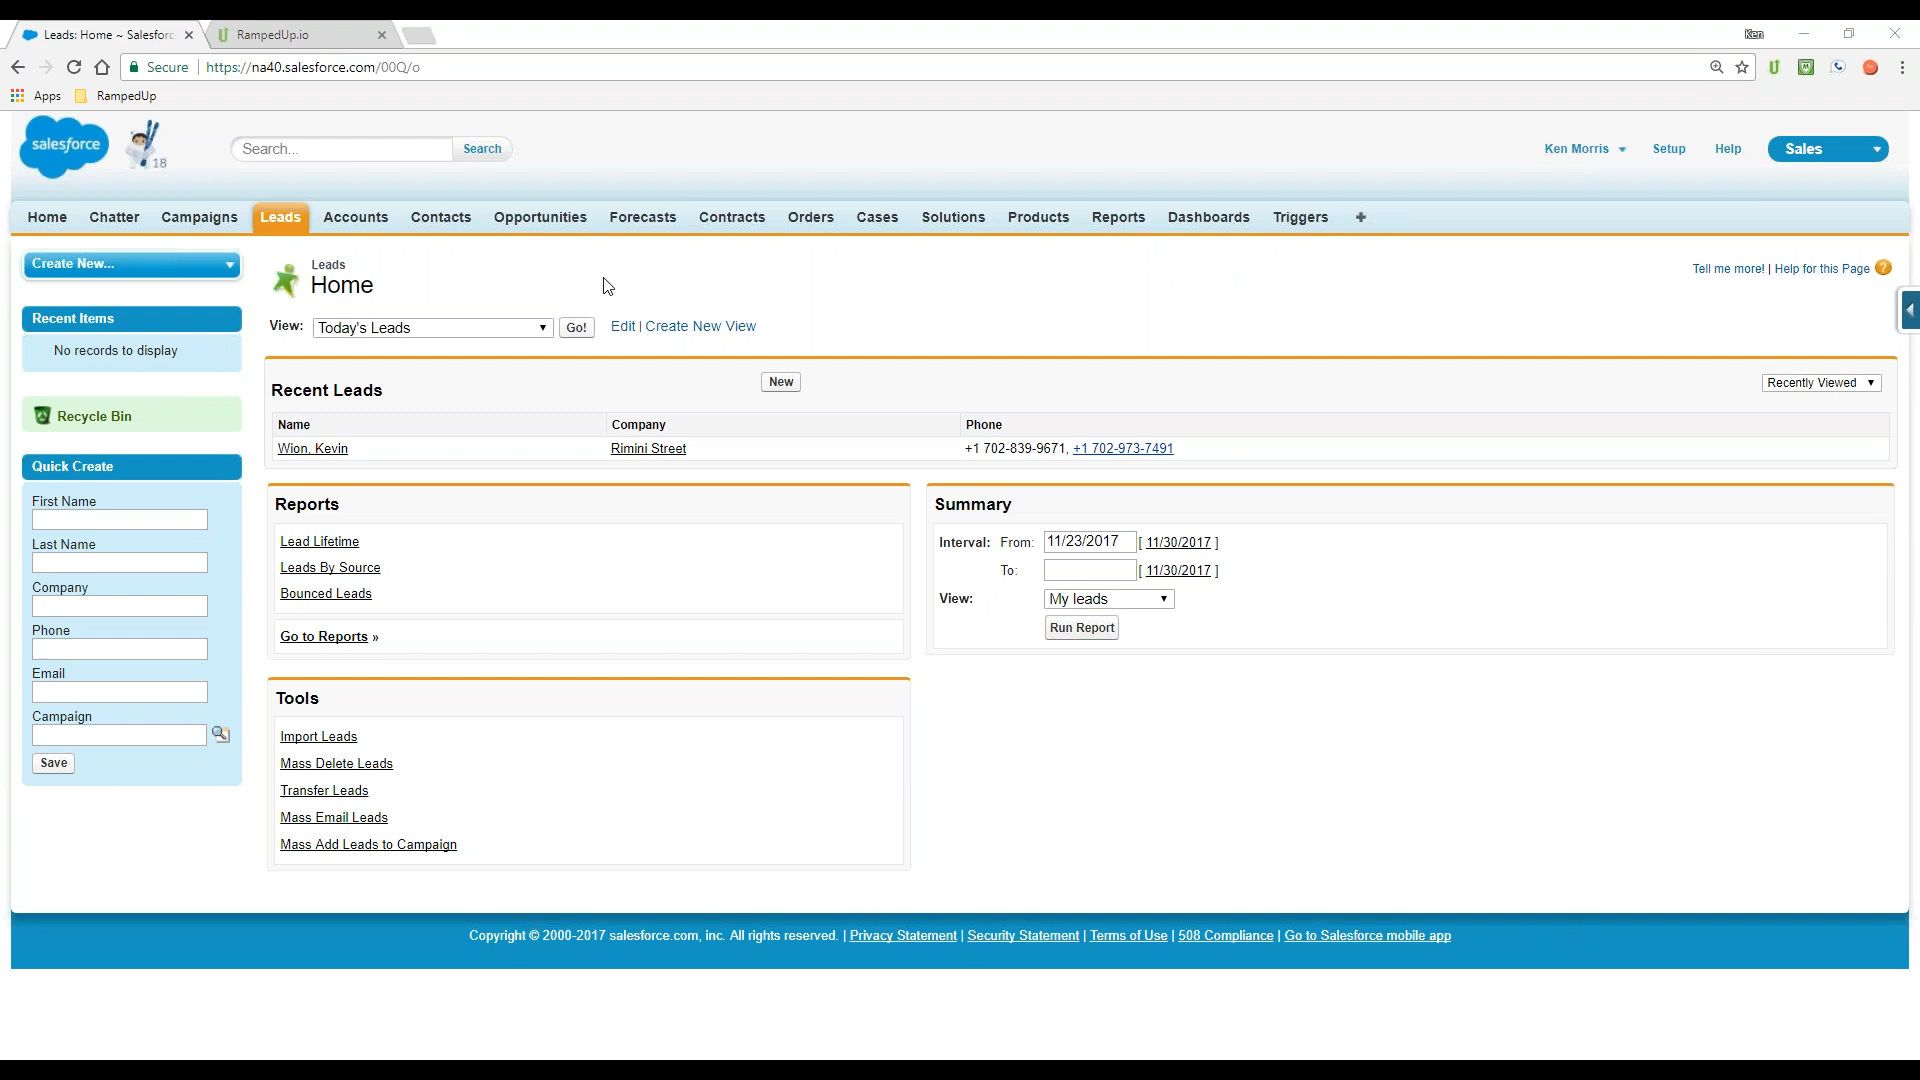 Leads: Home ~ Salesforc
RampedUp.io
Ken
Secure
https://na40.salesforce.com/00Q/o
Apps
RampedUp
salesforce
18
Search...
Search
Ken Morris
Setup
Help
Sales
Home Chatter Campaigns Leads Accounts Contacts Opportunities Forecasts Contracts Orders Cases Solutions Products Reports Dashboards Triggers +
Create New...
Recent Items
No records to display
Recycle Bin
Quick Create
First Name
Last Name
Company
Phone
Email
Campaign
Save
Leads
Home
Tell me more! | Help for this Page ?
View: Today's Leads Go! Edit | Create New View
Recent Leads
New
Recently Viewed
Name Company Phone
Wion, Kevin Rimini Street +1 702-839-9671, +1 702-973-7491
Reports
Lead Lifetime
Leads By Source
Bounced Leads
Go to Reports »
Summary
Interval: From: 11/23/2017 [ 11/30/2017 ]
To: [ 11/30/2017 ]
View: My leads
Run Report
Tools
Import Leads
Mass Delete Leads
Transfer Leads
Mass Email Leads
Mass Add Leads to Campaign
Copyright © 2000-2017 salesforce.com, inc. All rights reserved. | Privacy Statement | Security Statement | Terms of Use | 508 Compliance | Go to Salesforce mobile app